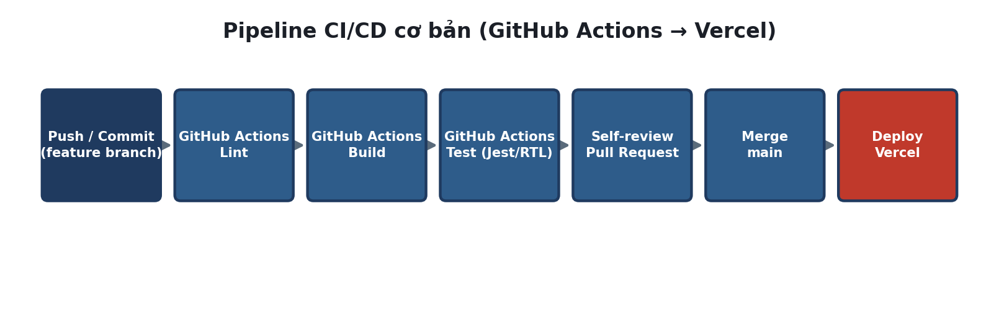 Pipeline CI/CD cơ bản (GitHub Actions → Vercel)
Push / Commit
(feature branch)
GitHub Actions
Lint
GitHub Actions
Build
GitHub Actions
Test (Jest/RTL)
Self-review
Pull Request
Merge
main
Deploy
Vercel